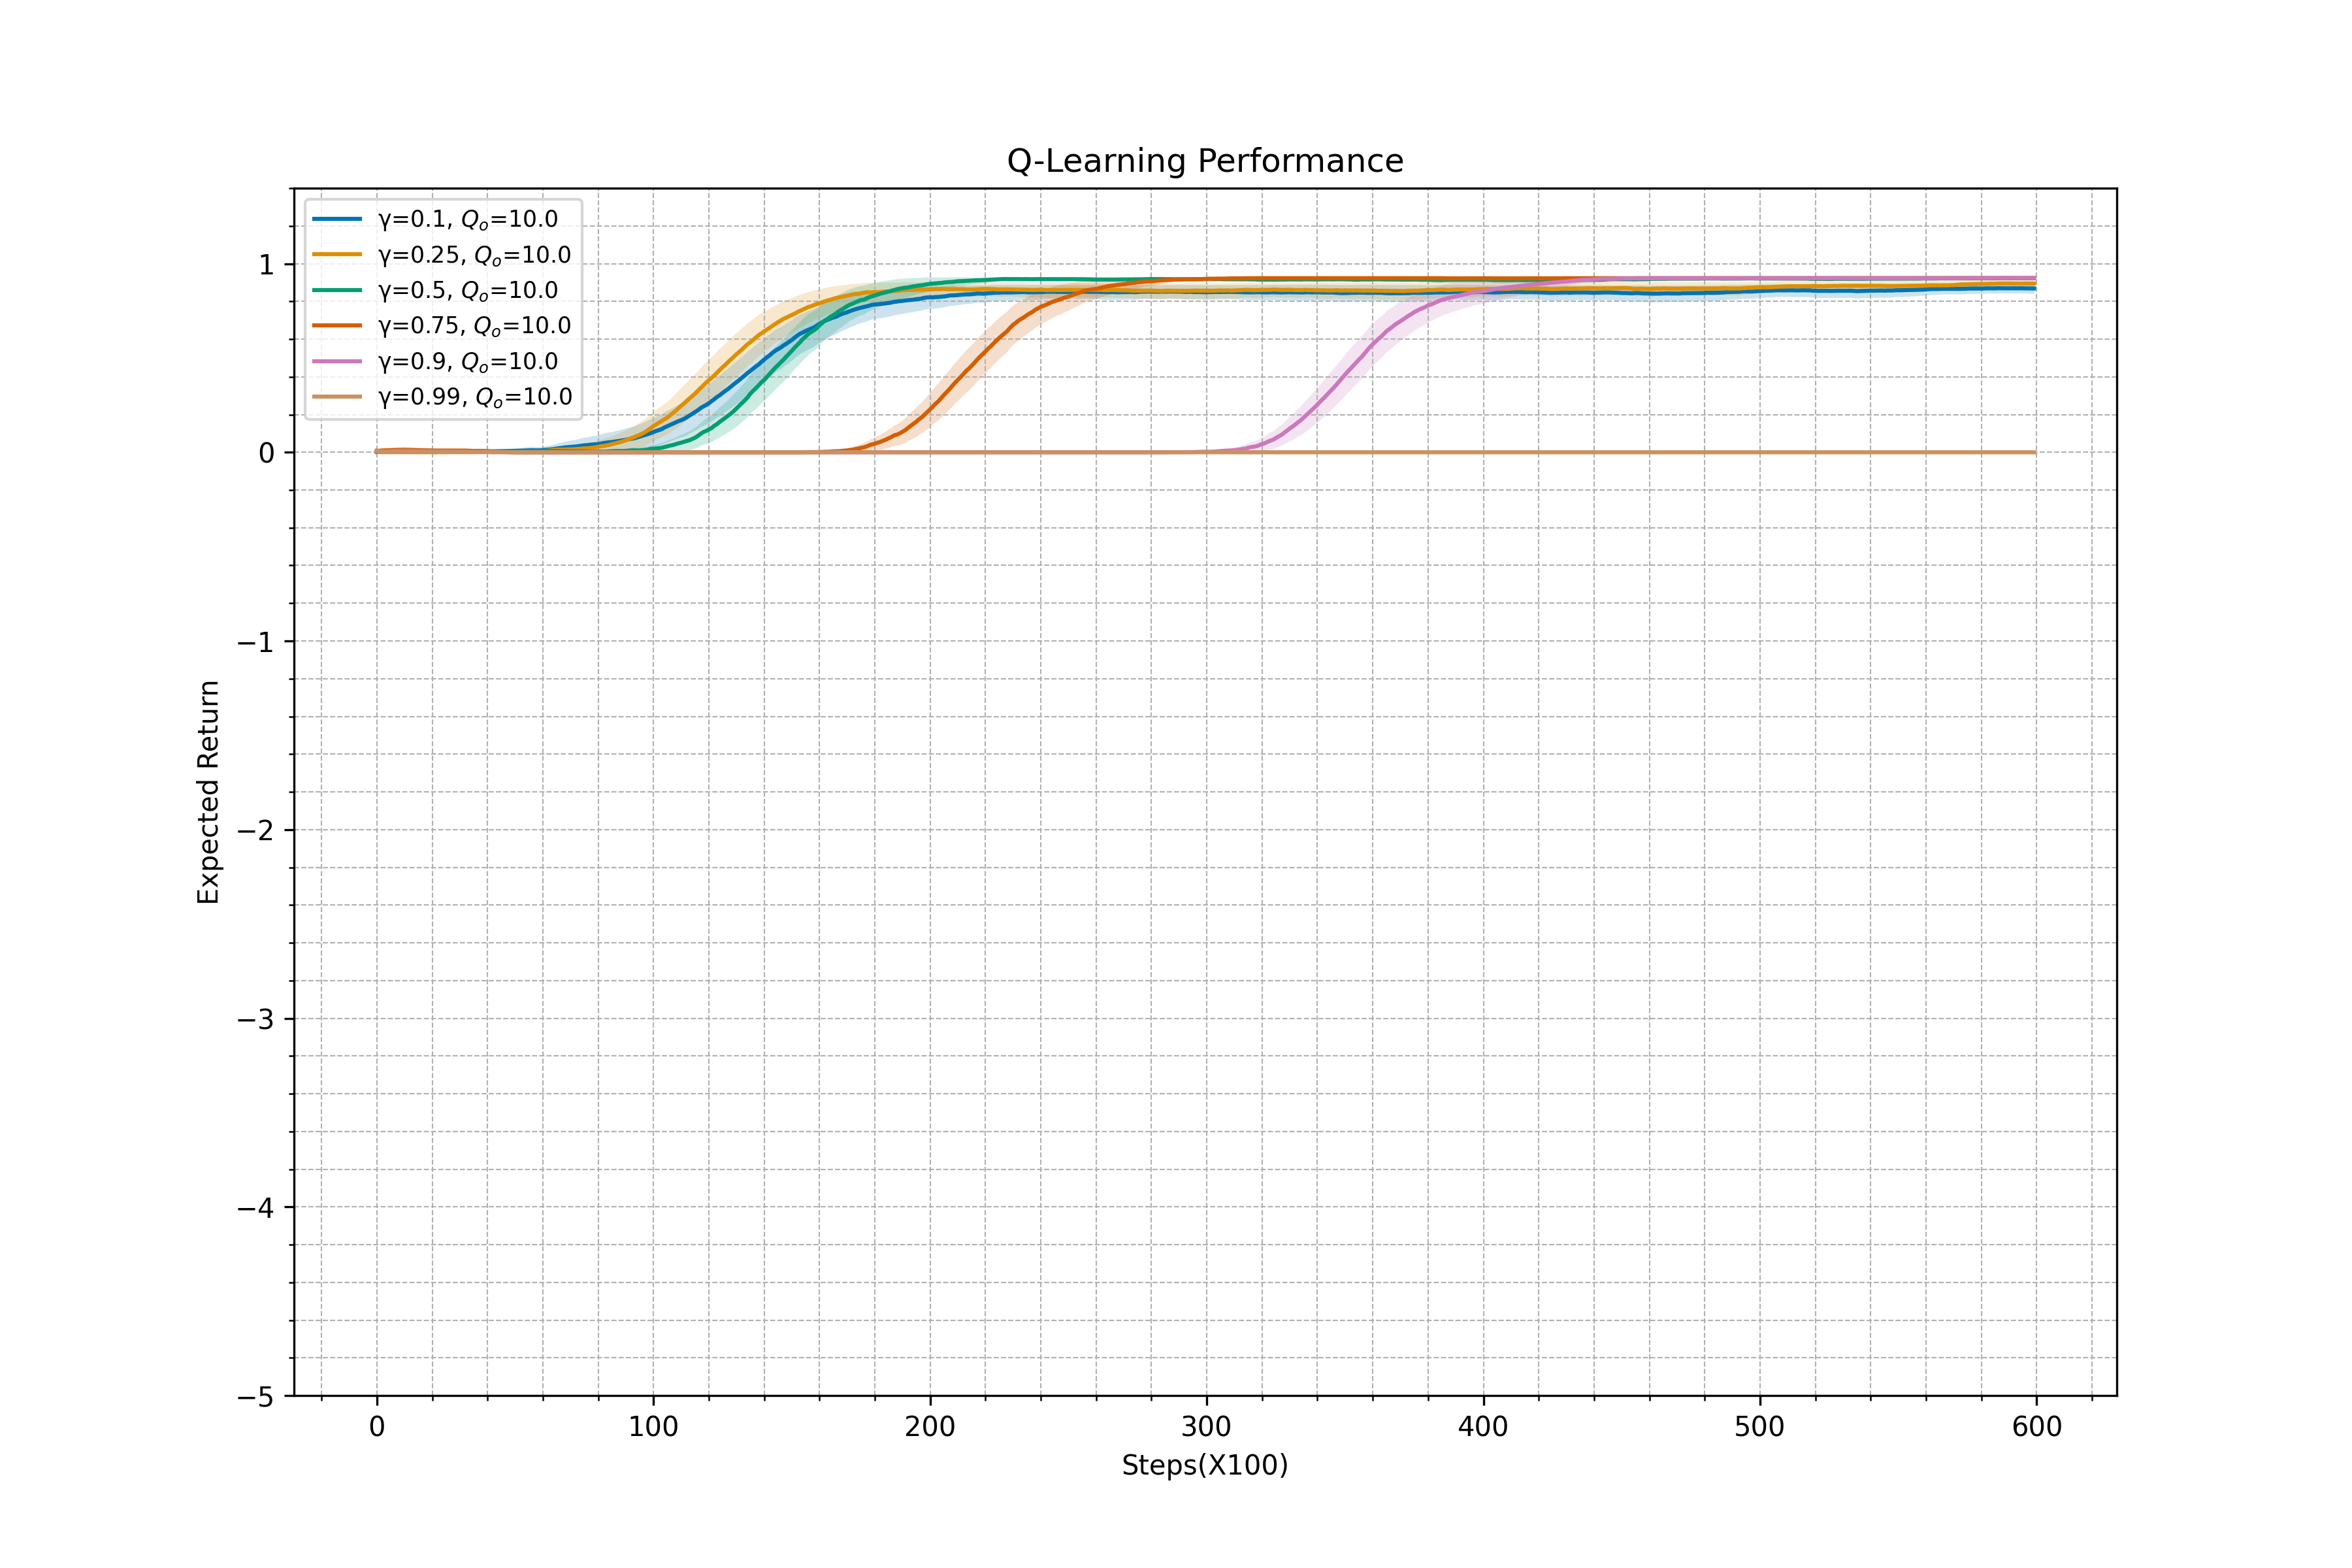 Q-Learning Performance
γ=0.1, Qₒ=10.0
γ=0.25, Qₒ=10.0
γ=0.5, Qₒ=10.0
γ=0.75, Qₒ=10.0
γ=0.9, Qₒ=10.0
γ=0.99, Qₒ=10.0
1
0
−1
−2
−3
−4
−5
Expected Return
0 100 200 300 400 500 600
Steps(X100)